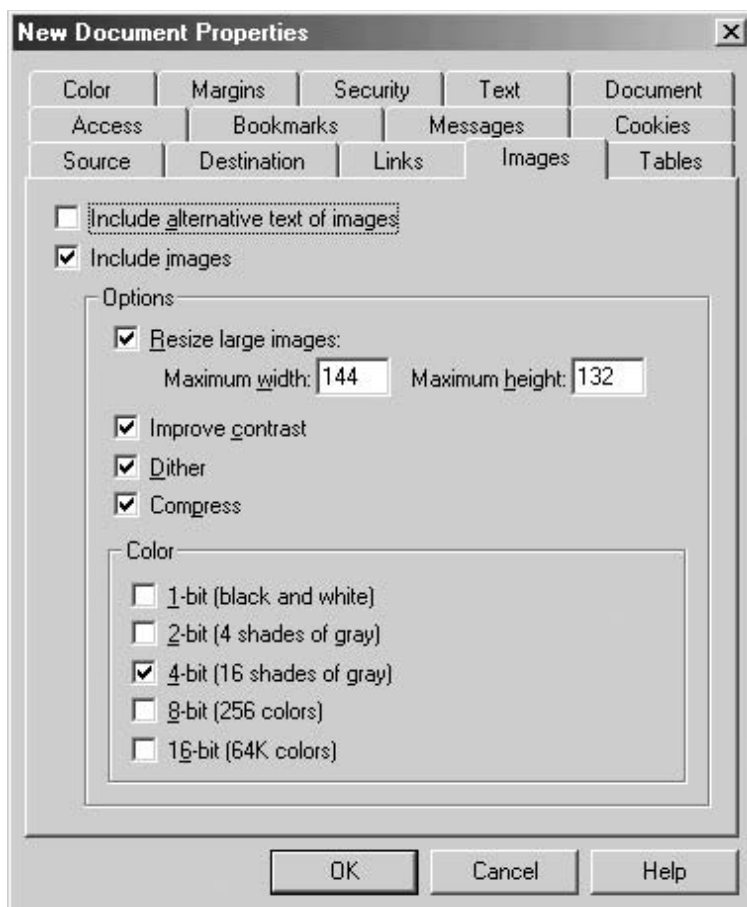 New Document Properties
Color Margins Security Text Document
Access Bookmarks Messages Cookies
Source Destination Links Images Tables
Include alternative text of images
Include images
Options
Resize large images:
Maximum width: 144 Maximum height: 132
Improve contrast
Dither
Compress
Color
1-bit (black and white)
2-bit (4 shades of gray)
4-bit (16 shades of gray)
8-bit (256 colors)
16-bit (64K colors)
OK Cancel Help